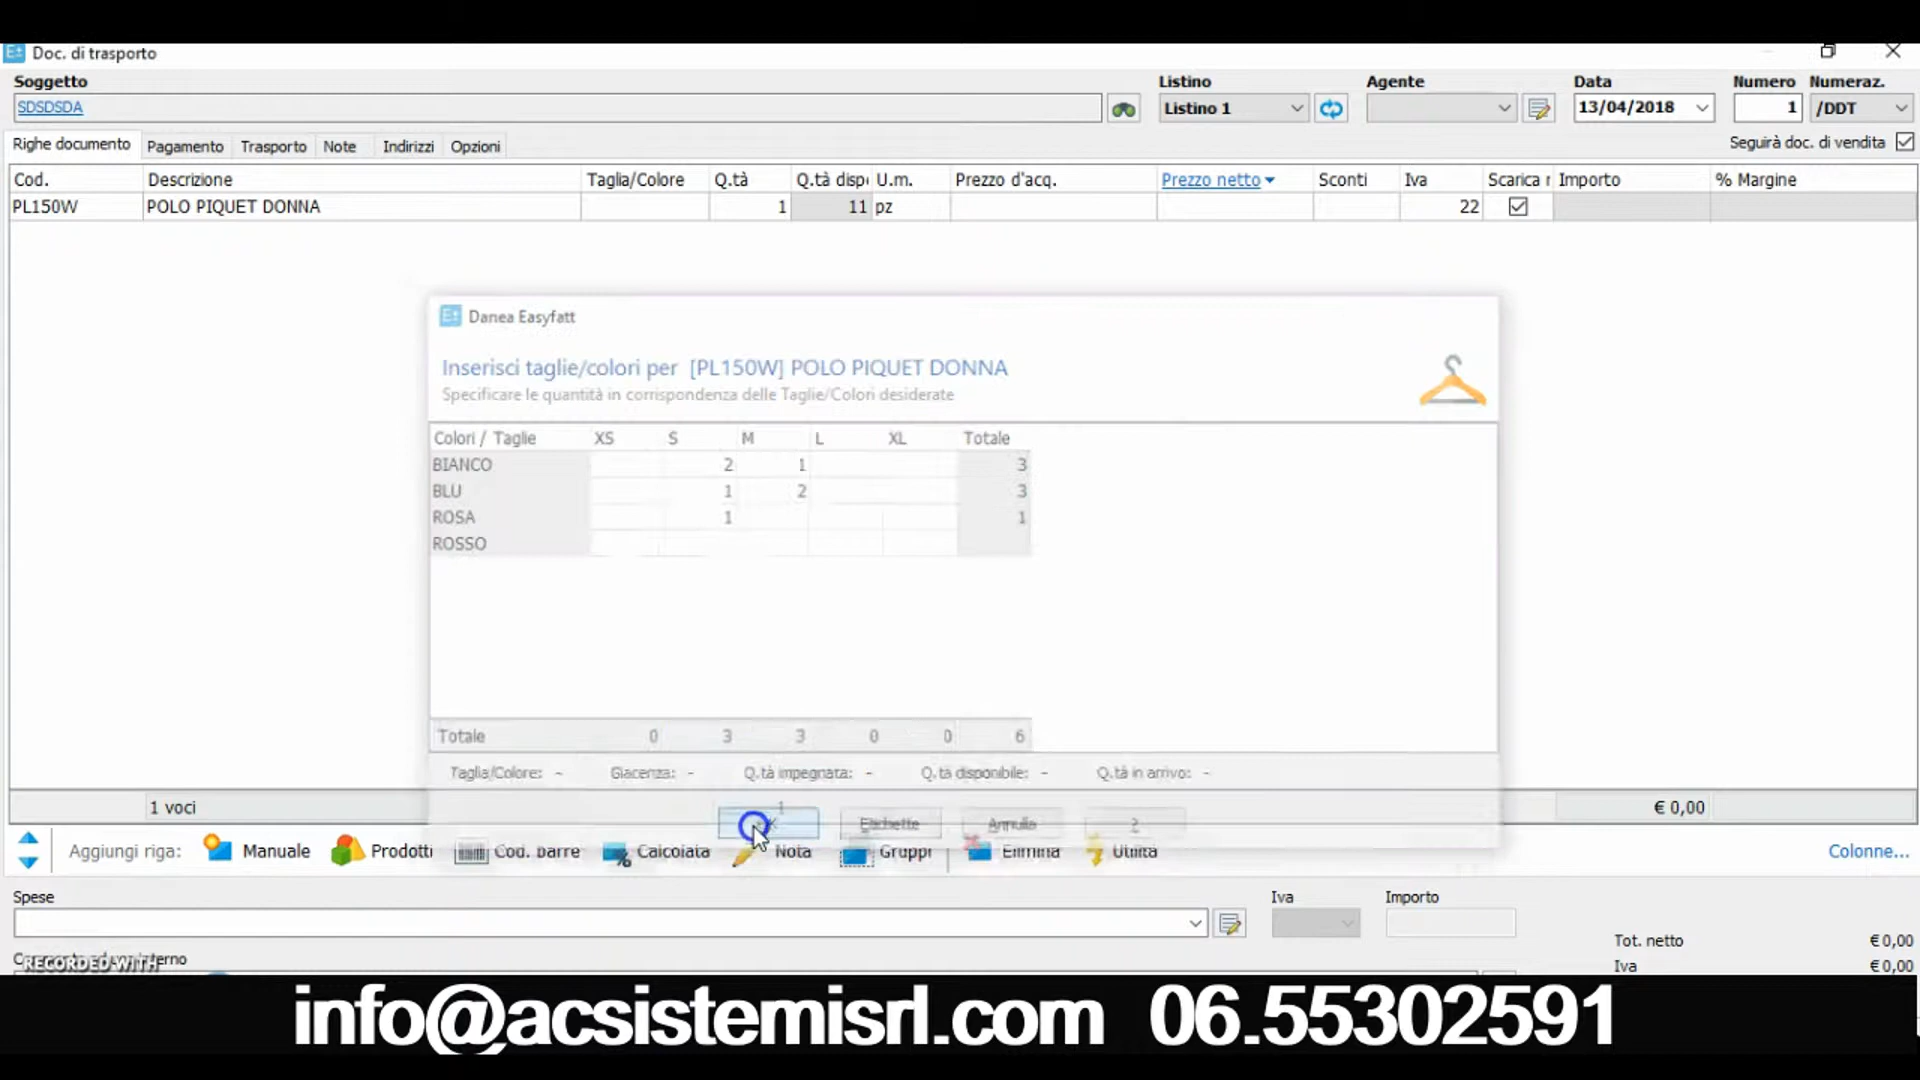 Doc. di trasporto
Soggetto Listino Agente Data Numero Numeraz.
SDSDSDA Listino 1 13/04/2018 1 /DDT
Righe documento Pagamento Trasporto Note Indirizzi Opzioni Seguirà doc. di vendita
Cod. Descrizione Taglia/Colore Q.tà Q.tà disp U.m. Prezzo d'acq. Prezzo netto Sconti Iva Scarica Importo % Margine
PL150W POLO PIQUET DONNA 1 11 pz 22
Danea Easyfatt
Inserisci taglie/colori per [PL150W] POLO PIQUET DONNA
Specificare le quantità in corrispondenza delle Taglie/Colori desiderate
Colori / Taglie XS S M L XL Totale
BIANCO 2 1 3
BLU 1 2 3
ROSA 1 1
ROSSO
Totale 0 3 3 0 0 6
Taglia/Colore: - Giacenza: - Q.tà impegnata: - Q.tà disponibile: - Q.tà in arrivo: -
1 voci 1 € 0,00
Etichette Annulla ?
Aggiungi riga: Manuale Prodotti Cod. barre Calcolata Nota Gruppi Elimina Utilità Colonne...
Spese Iva Importo
Tot. netto € 0,00
interno
RECORDED WITH
Iva € 0,00
info@acsistemisrl.com 06.55302591